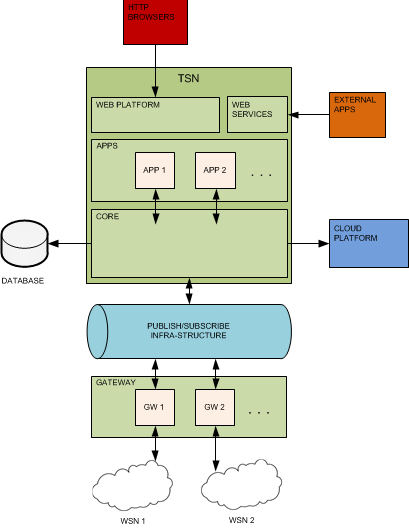 HTTP
BROWSERS
TSN
WEB PLATFORM
WEB
SERVICES
EXTERNAL
APPS
APPS
APP 1
APP 2
. . .
CORE
CLOUD
PLATFORM
DATABASE
PUBLISH/SUBSCRIBE
INFRA-STRUCTURE
GATEWAY
GW 1
GW 2
. . .
WSN 1
WSN 2